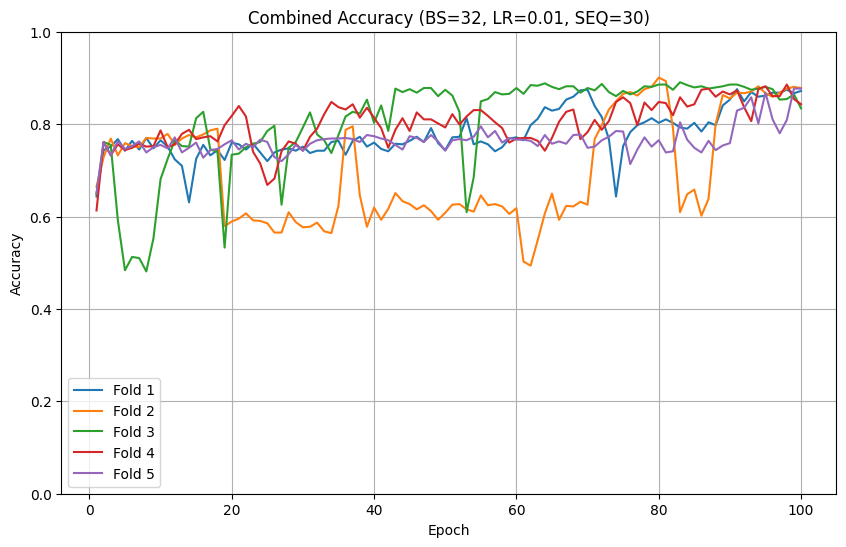 Combined Accuracy (BS=32, LR=0.01, SEQ=30)
1.0
0.8
0.6
0.4
0.2
0.0
Accuracy
Fold 1
Fold 2
Fold 3
Fold 4
Fold 5
0 20 40 60 80 100
Epoch